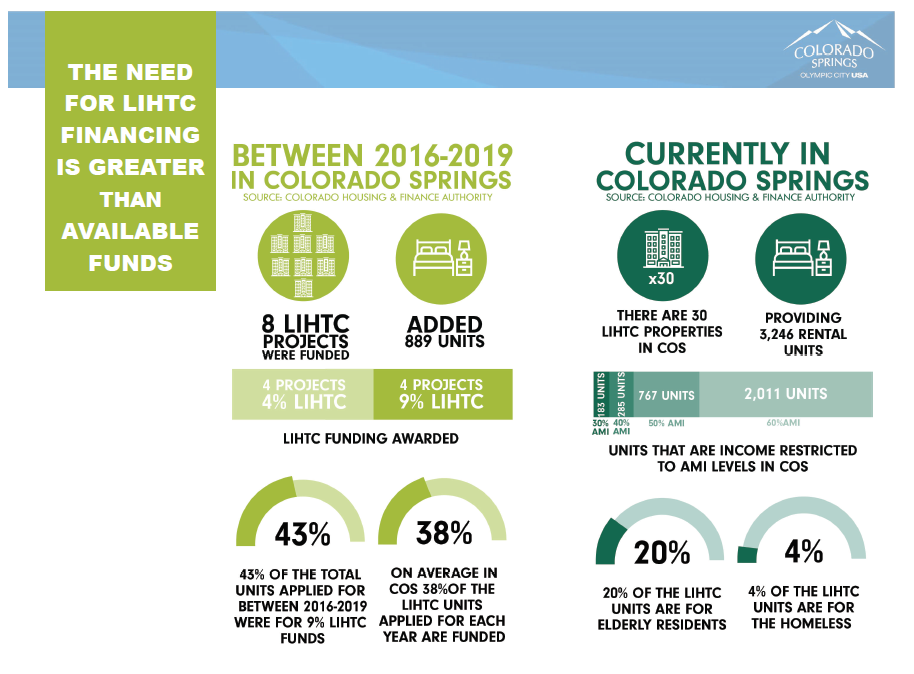 COLORADO
SPRINGS
OLYMPIC CITY USA
THE NEED
FOR LIHTC
FINANCING
IS GREATER
THAN
AVAILABLE
FUNDS
BETWEEN 2016-2019
IN COLORADO SPRINGS
SOURCE: COLORADO HOUSING & FINANCE AUTHORITY
8 LIHTC
PROJECTS
WERE FUNDED
ADDED
889 UNITS
4 PROJECTS
4% LIHTC
4 PROJECTS
9% LIHTC
LIHTC FUNDING AWARDED
43%
43% OF THE TOTAL
UNITS APPLIED FOR
BETWEEN 2016-2019
WERE FOR 9% LIHTC
FUNDS
38%
ON AVERAGE IN
COS 38%OF THE
LIHTC UNITS
APPLIED FOR EACH
YEAR ARE FUNDED
CURRENTLY IN
COLORADO SPRINGS
SOURCE: COLORADO HOUSING & FINANCE AUTHORITY
x30
THERE ARE 30
LIHTC PROPERTIES
IN COS
PROVIDING
3,246 RENTAL
UNITS
183 UNITS
285 UNITS
767 UNITS
2,011 UNITS
30%
AMI
40%
AMI
50% AMI
60%AMI
UNITS THAT ARE INCOME RESTRICTED
TO AMI LEVELS IN COS
20%
20% OF THE LIHTC
UNITS ARE FOR
ELDERLY RESIDENTS
4%
4% OF THE LIHTC
UNITS ARE FOR
THE HOMELESS